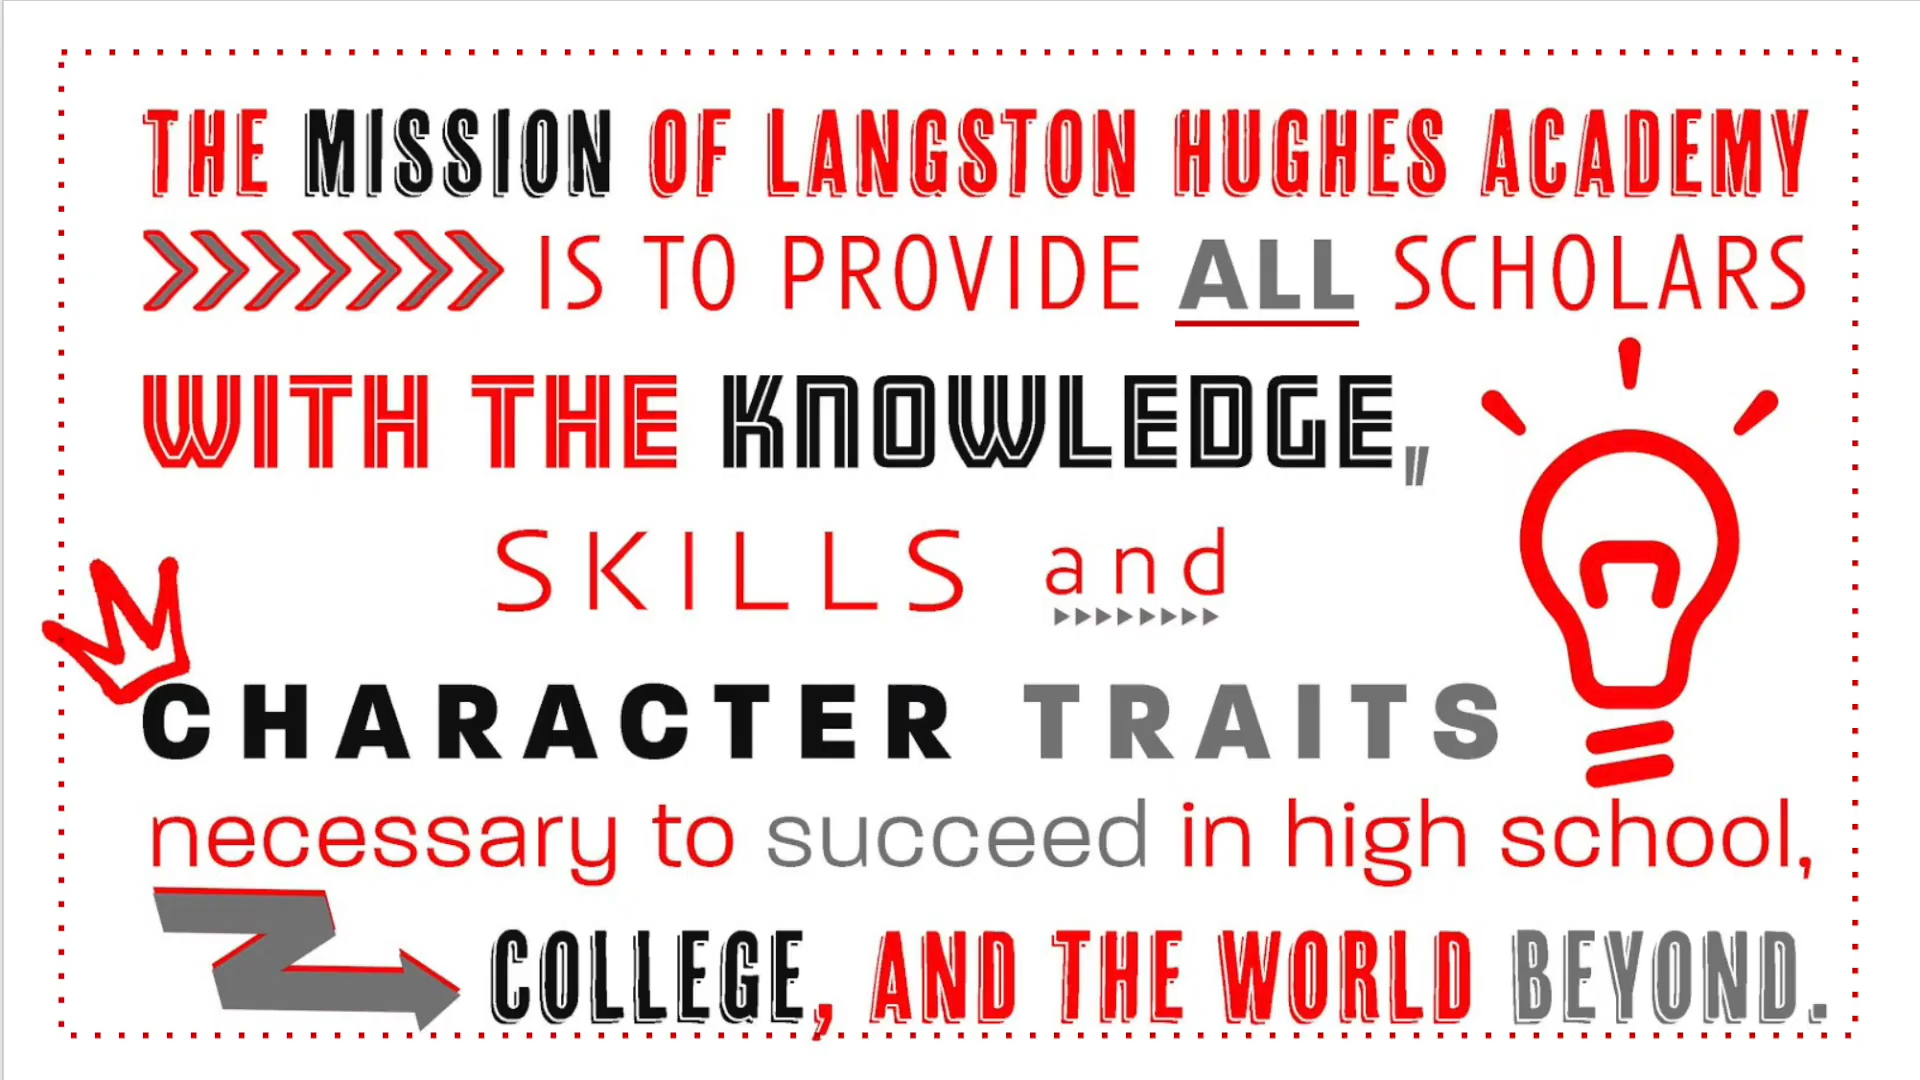 THE MISSION OF LANGSTON HUGHES ACADEMY
IS TO PROVIDE ALL SCHOLARS
WITH THE KNOWLEDGE,
SKILLS and
CHARACTER TRAITS
necessary to succeed in high school,
COLLEGE, AND THE WORLD BEYOND.